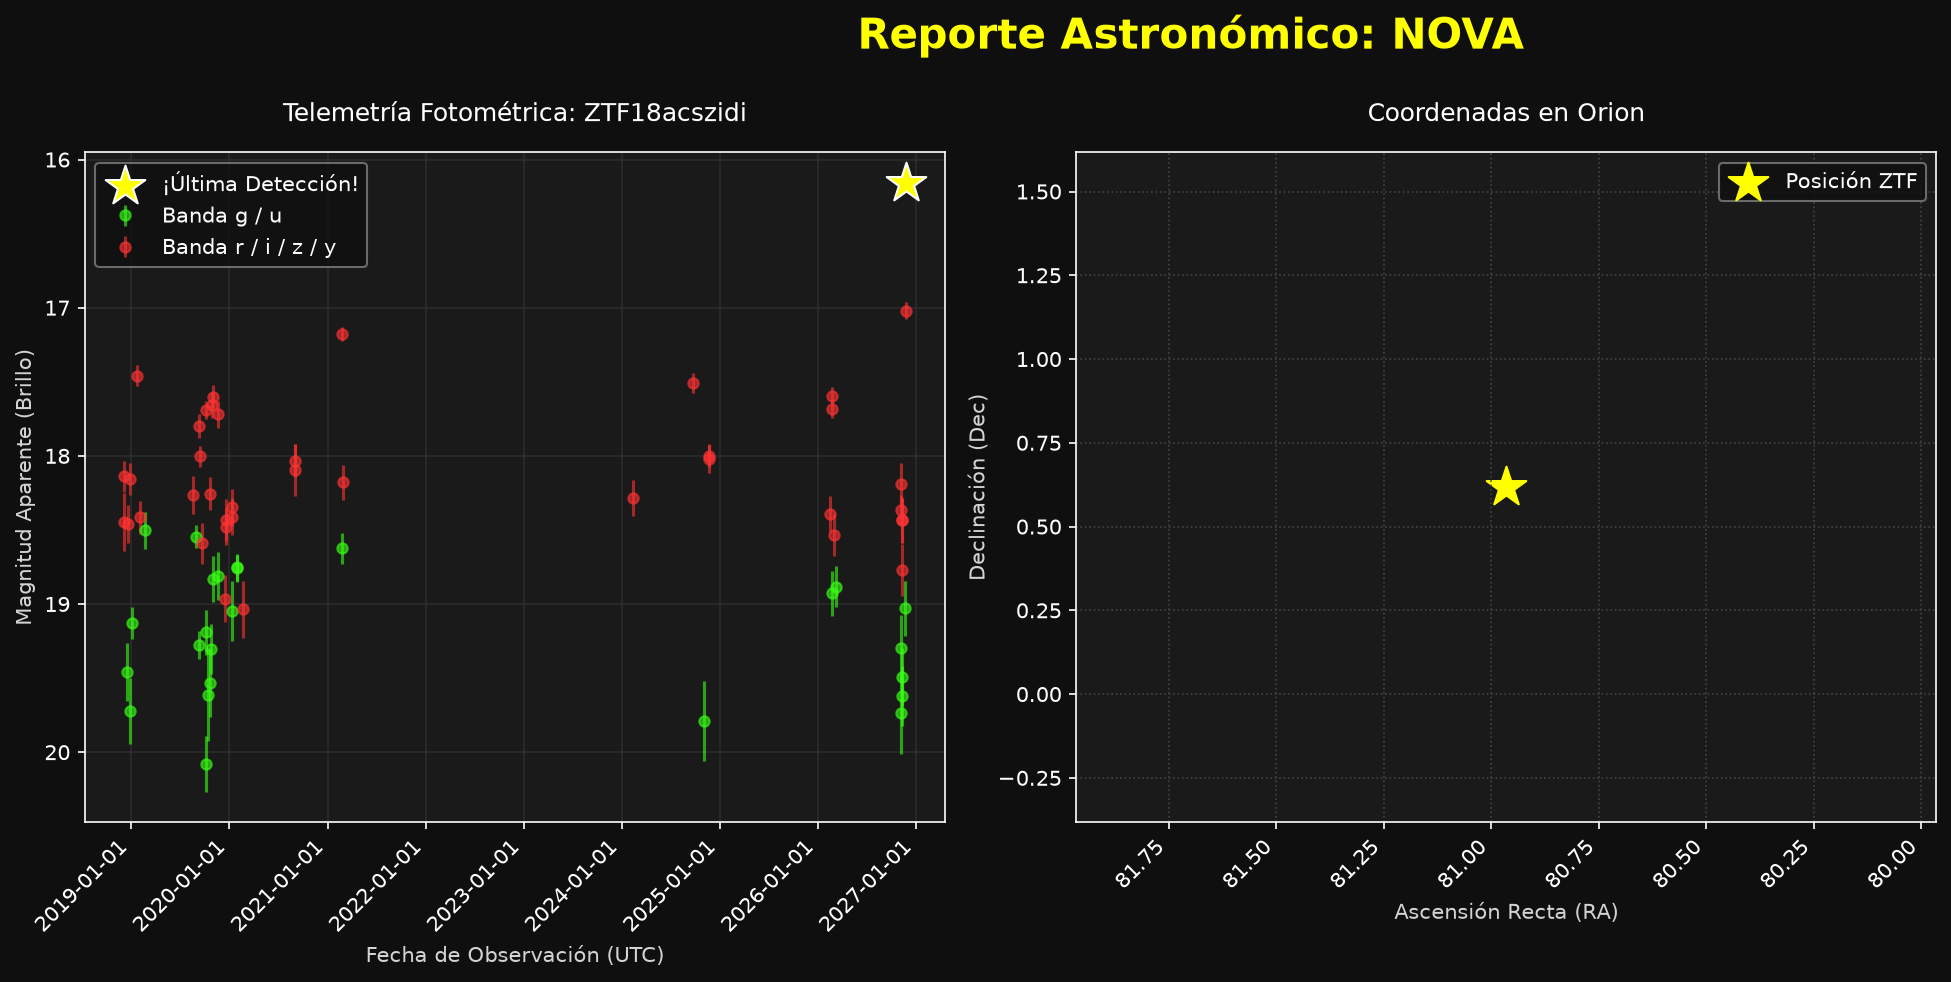 Reporte Astronómico: NOVA
Telemetría Fotométrica: ZTF18acszidi
¡Última Detección!
Banda g / u
Banda r / i / z / y
Magnitud Aparente (Brillo)
16
17
18
19
20
2019-01-01
2020-01-01
2021-01-01
2022-01-01
2023-01-01
2024-01-01
2025-01-01
2026-01-01
2027-01-01
Fecha de Observación (UTC)
Coordenadas en Orion
Posición ZTF
Declinación (Dec)
1.50
1.25
1.00
0.75
0.50
0.25
0.00
−0.25
81.75
81.50
81.25
81.00
80.75
80.50
80.25
80.00
Ascensión Recta (RA)